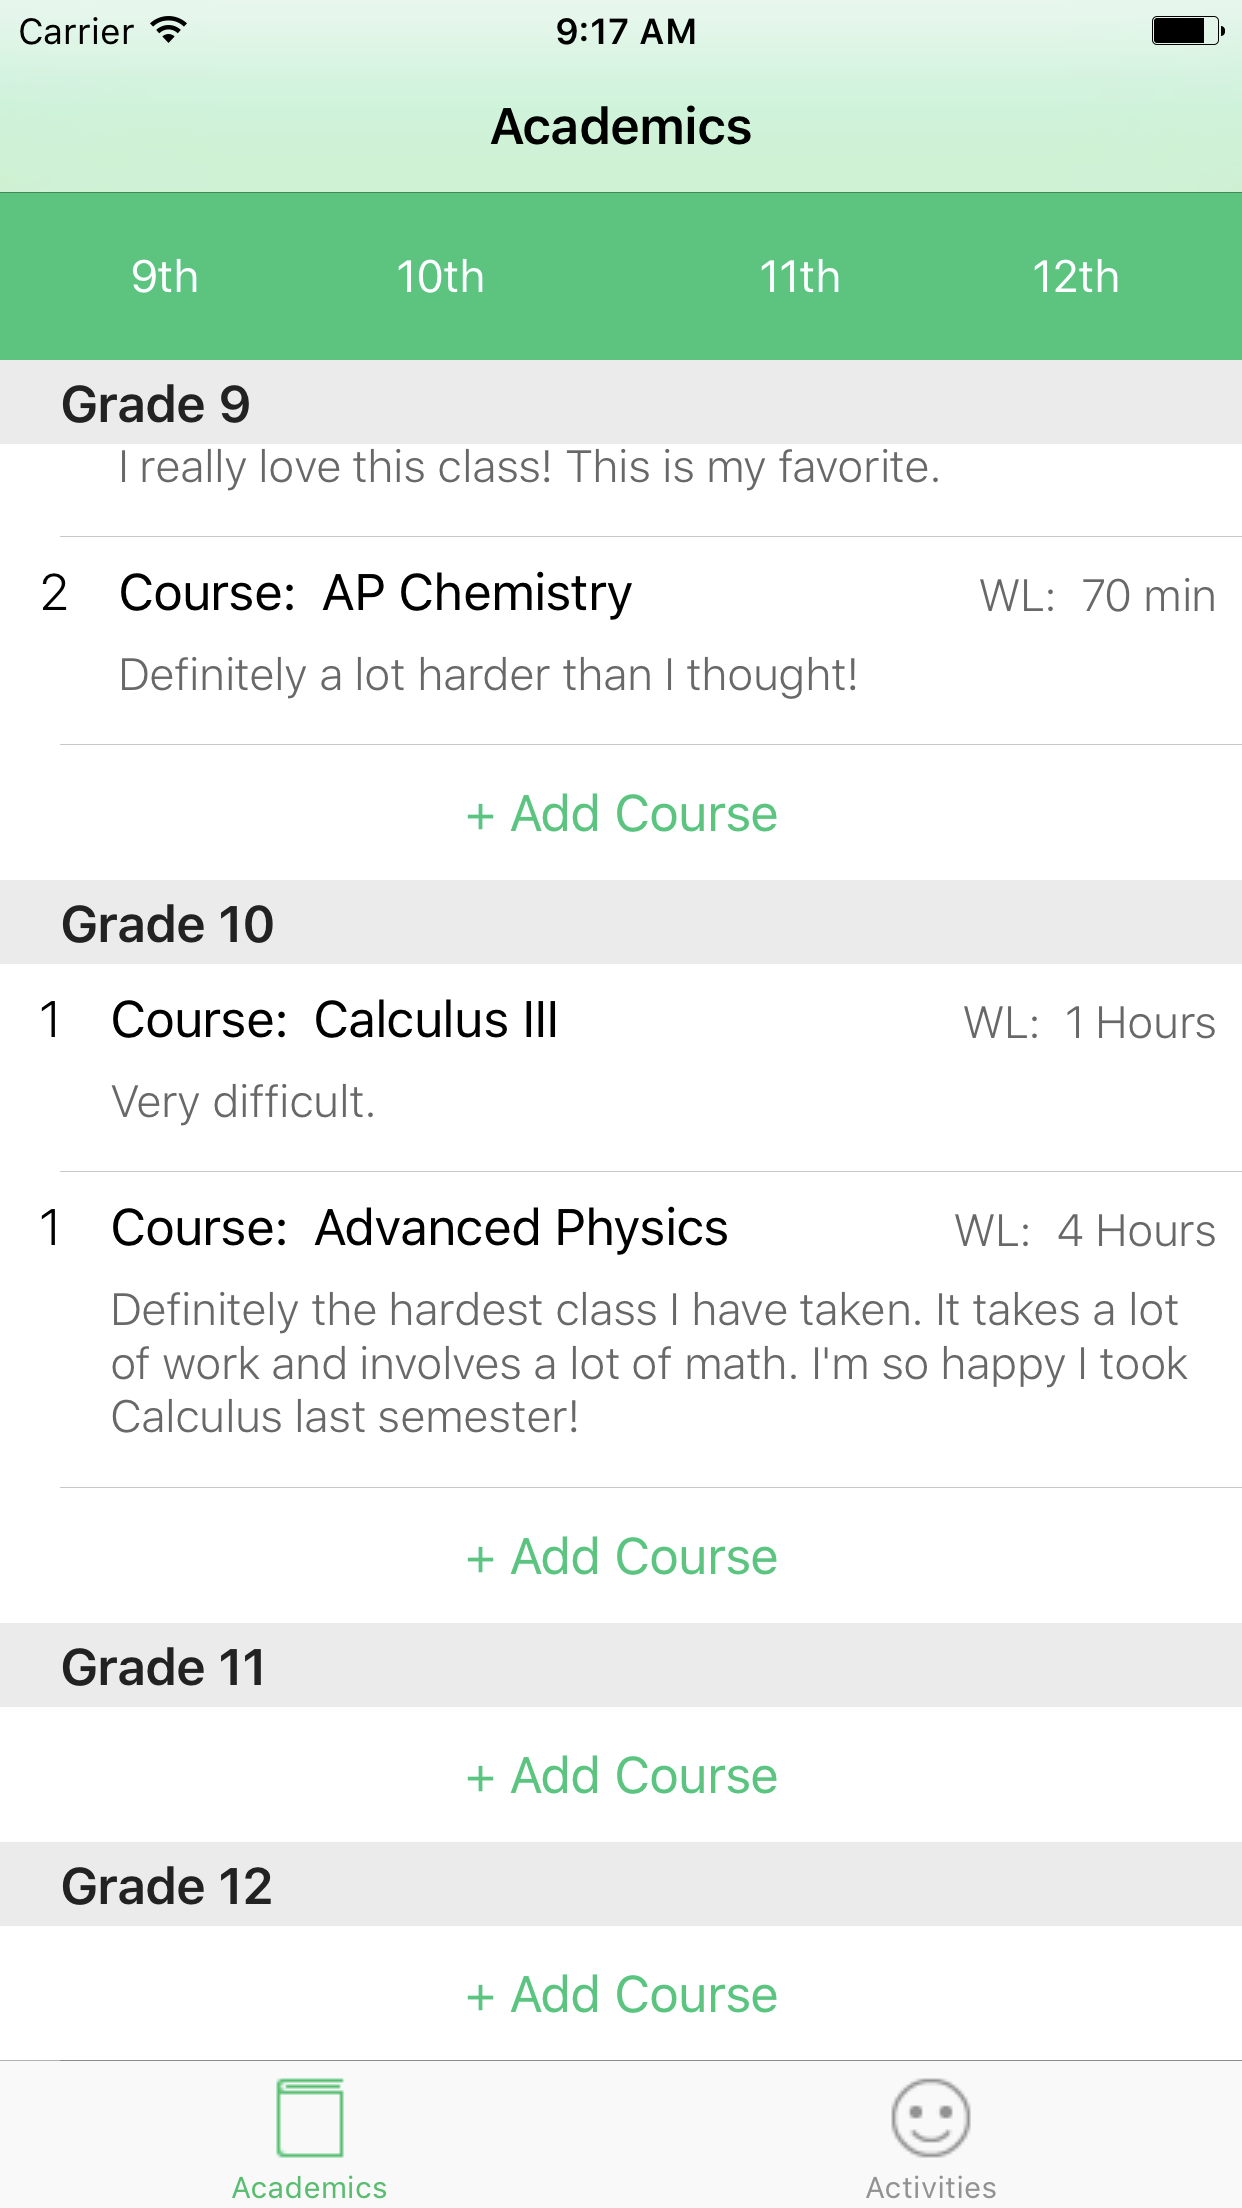 Carrier 9:17 AM
Academics
9th 10th 11th 12th
Grade 9
I really love this class! This is my favorite.
2 Course: AP Chemistry WL: 70 min
Definitely a lot harder than I thought!
+ Add Course
Grade 10
1 Course: Calculus III WL: 1 Hours
Very difficult.
1 Course: Advanced Physics WL: 4 Hours
Definitely the hardest class I have taken. It takes a lot
of work and involves a lot of math. I'm so happy I took
Calculus last semester!
+ Add Course
Grade 11
+ Add Course
Grade 12
+ Add Course
Academics Activities